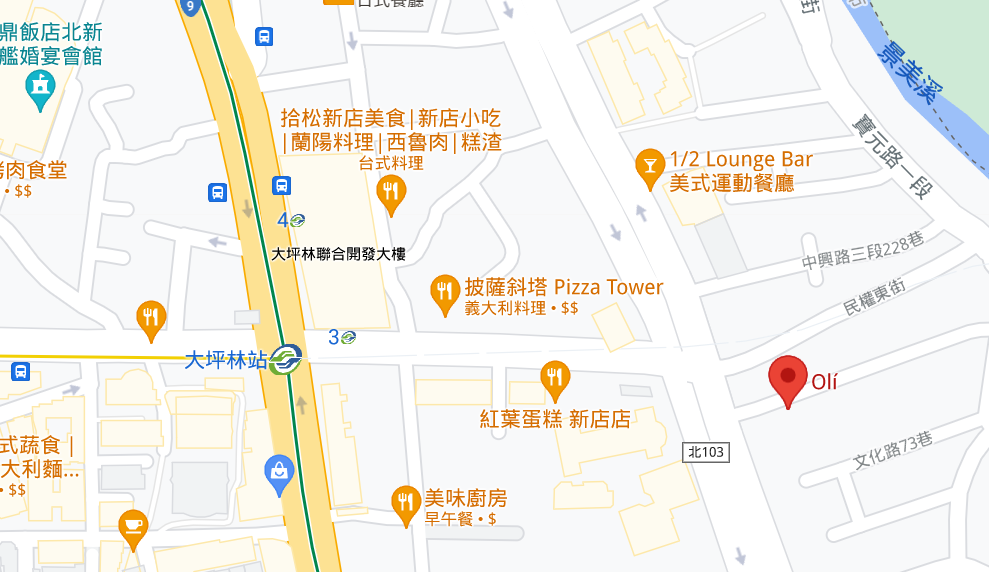 9
日式餐廳
鼎飯店北新
艦婚宴會館
景美溪
拾松新店美食|新店小吃
|蘭陽料理|西魯肉|糕渣
台式料理
寶元路一段
1/2 Lounge Bar
美式運動餐廳
烤肉食堂
• $$
4
大坪林聯合開發大樓
中興路三段228巷
披薩斜塔 Pizza Tower
義大利料理 • $$
民權東街
3
大坪林站
Olí
紅葉蛋糕 新店店
式蔬食 |
大利麵...
• $$
北103
文化路73巷
美味廚房
早午餐 • $